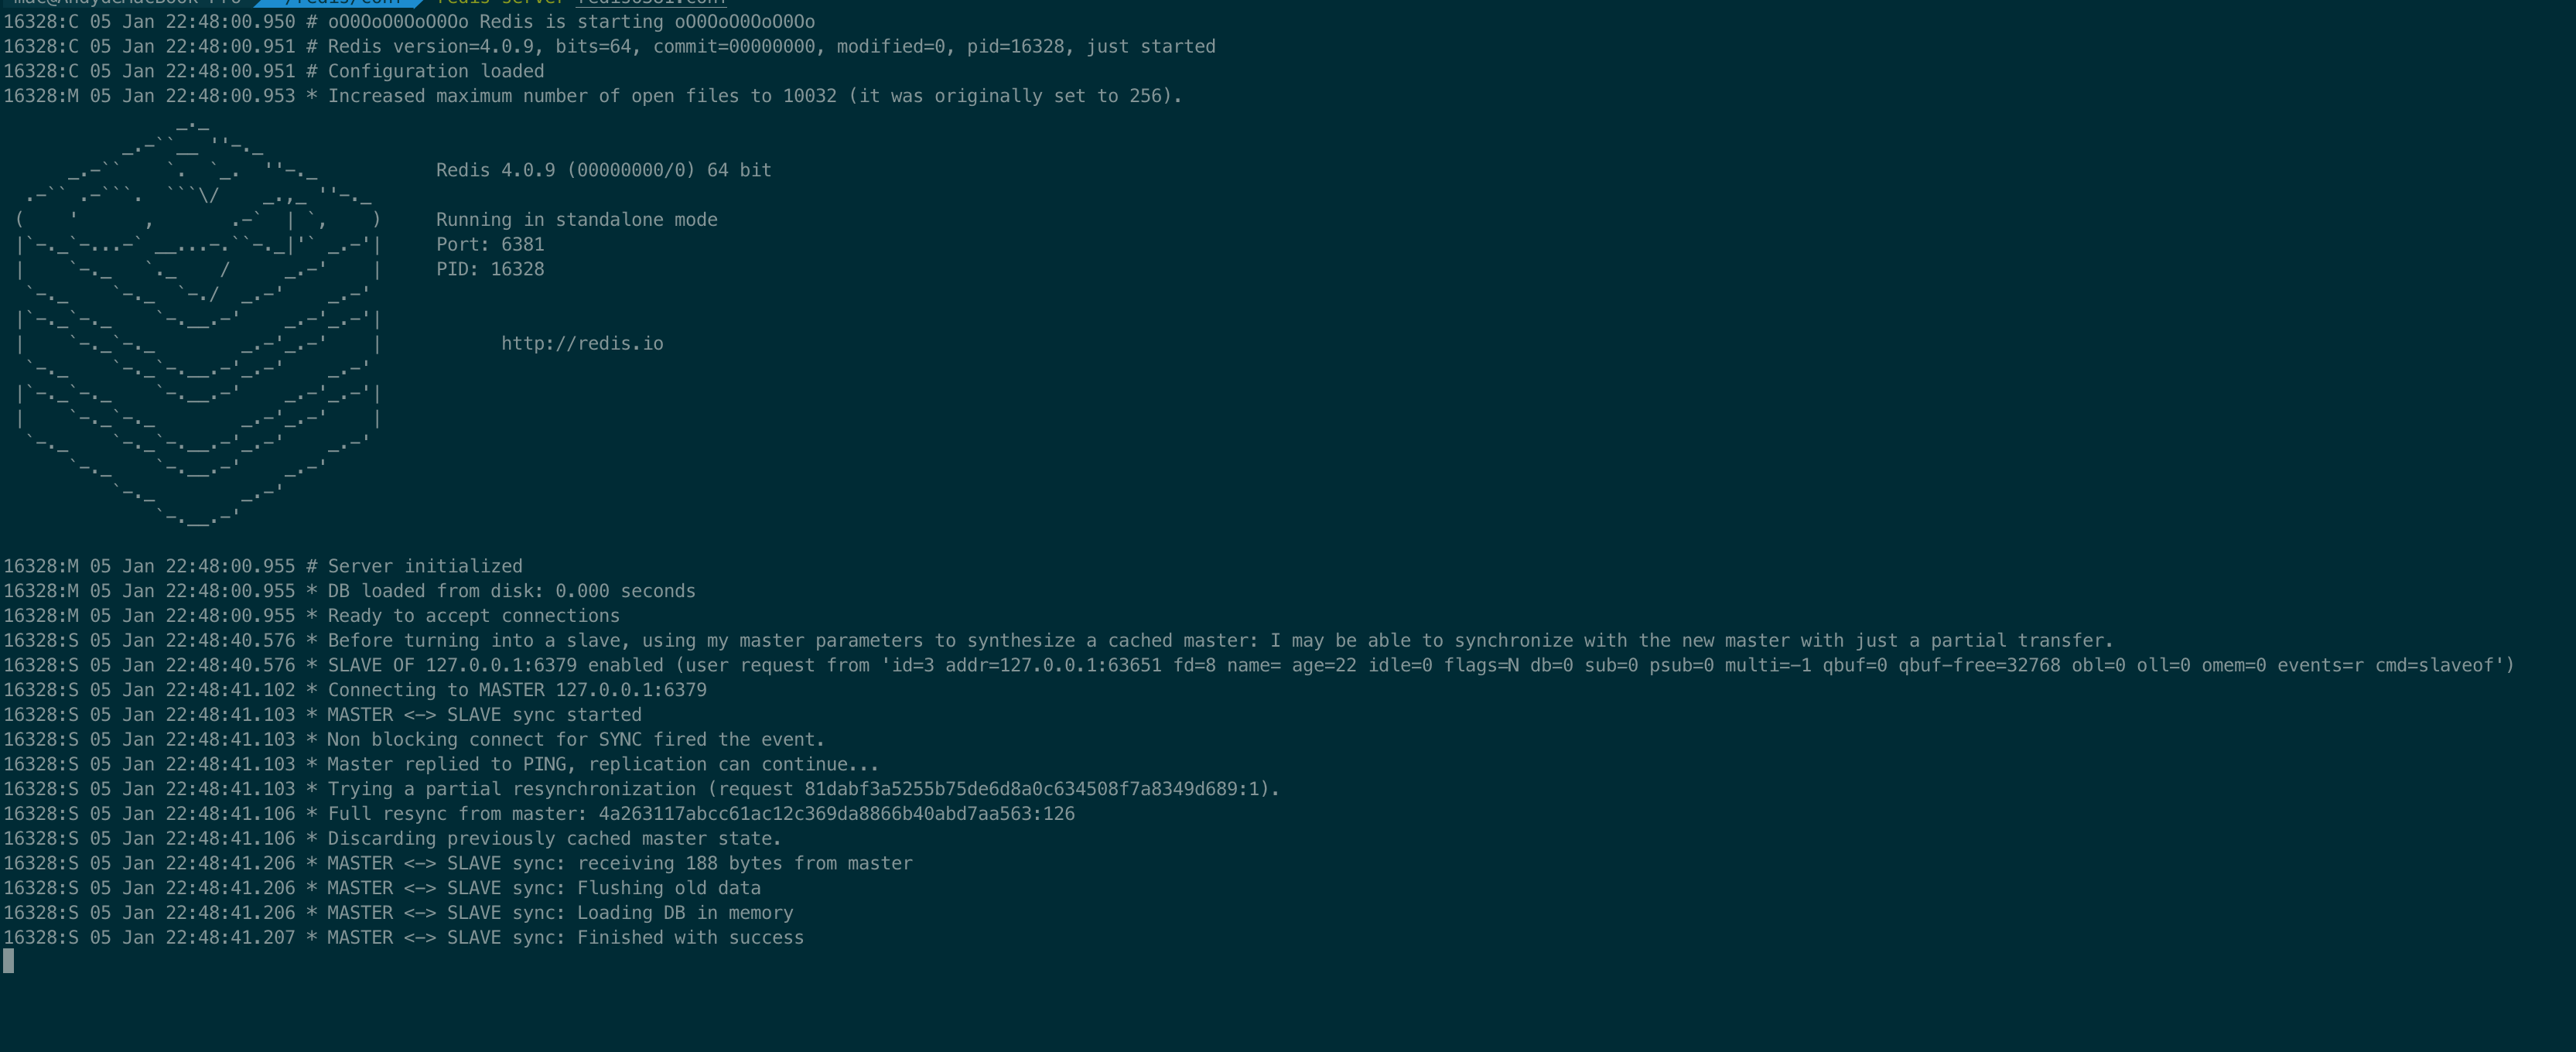 16328:C 05 Jan 22:48:00.950 # oO0OoO0OoO0Oo Redis is starting oO0OoO0OoO0Oo
16328:C 05 Jan 22:48:00.951 # Redis version=4.0.9, bits=64, commit=00000000, modified=0, pid=16328, just started
16328:C 05 Jan 22:48:00.951 # Configuration loaded
16328:M 05 Jan 22:48:00.953 * Increased maximum number of open files to 10032 (it was originally set to 256).
Redis 4.0.9 (00000000/0) 64 bit
Running in standalone mode
Port: 6381
PID: 16328
http://redis.io
16328:M 05 Jan 22:48:00.955 # Server initialized
16328:M 05 Jan 22:48:00.955 * DB loaded from disk: 0.000 seconds
16328:M 05 Jan 22:48:00.955 * Ready to accept connections
16328:S 05 Jan 22:48:40.576 * Before turning into a slave, using my master parameters to synthesize a cached master: I may be able to synchronize with the new master with just a partial transfer.
16328:S 05 Jan 22:48:40.576 * SLAVE OF 127.0.0.1:6379 enabled (user request from 'id=3 addr=127.0.0.1:63651 fd=8 name= age=22 idle=0 flags=N db=0 sub=0 psub=0 multi=-1 qbuf=0 qbuf-free=32768 obl=0 oll=0 omem=0 events=r cmd=slaveof')
16328:S 05 Jan 22:48:41.102 * Connecting to MASTER 127.0.0.1:6379
16328:S 05 Jan 22:48:41.103 * MASTER <-> SLAVE sync started
16328:S 05 Jan 22:48:41.103 * Non blocking connect for SYNC fired the event.
16328:S 05 Jan 22:48:41.103 * Master replied to PING, replication can continue...
16328:S 05 Jan 22:48:41.103 * Trying a partial resynchronization (request 81dabf3a5255b75de6d8a0c634508f7a8349d689:1).
16328:S 05 Jan 22:48:41.106 * Full resync from master: 4a263117abcc61ac12c369da8866b40abd7aa563:126
16328:S 05 Jan 22:48:41.106 * Discarding previously cached master state.
16328:S 05 Jan 22:48:41.206 * MASTER <-> SLAVE sync: receiving 188 bytes from master
16328:S 05 Jan 22:48:41.206 * MASTER <-> SLAVE sync: Flushing old data
16328:S 05 Jan 22:48:41.206 * MASTER <-> SLAVE sync: Loading DB in memory
16328:S 05 Jan 22:48:41.207 * MASTER <-> SLAVE sync: Finished with success